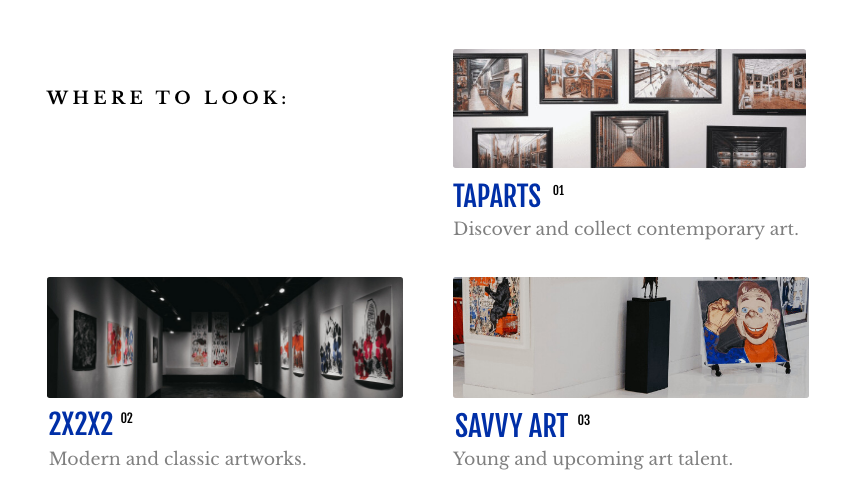 WHERE TO LOOK:
TAPARTS 01
Discover and collect contemporary art.
2X2X2 02
Modern and classic artworks.
SAVVY ART 03
Young and upcoming art talent.